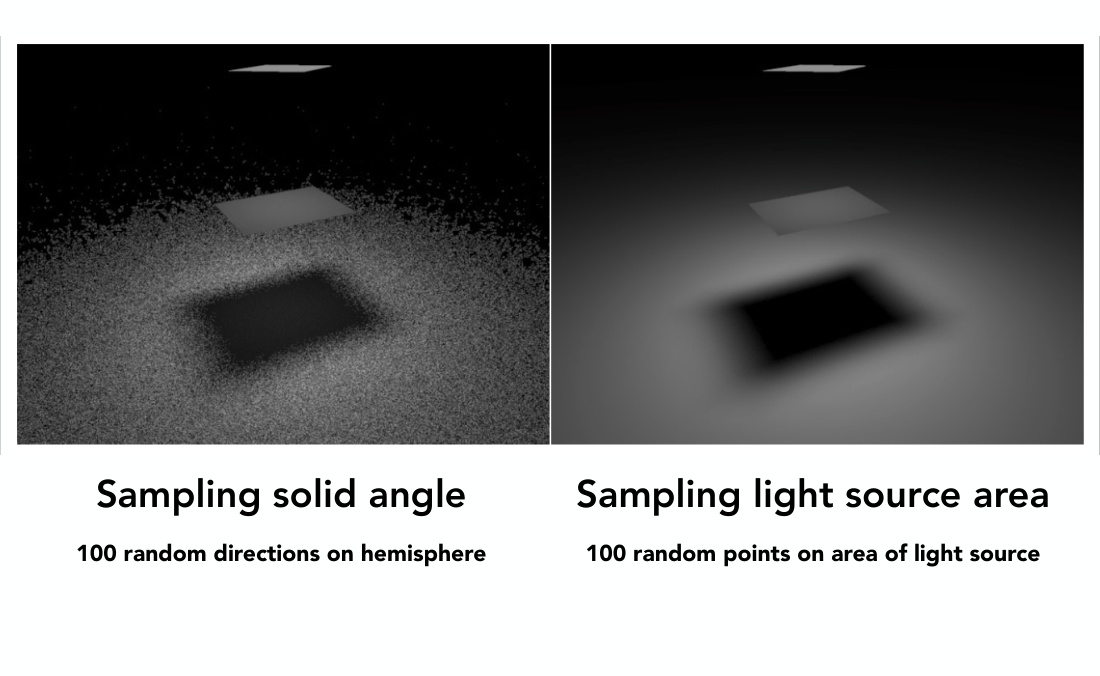 Sampling solid angle
Sampling light source area
100 random directions on hemisphere
100 random points on area of light source